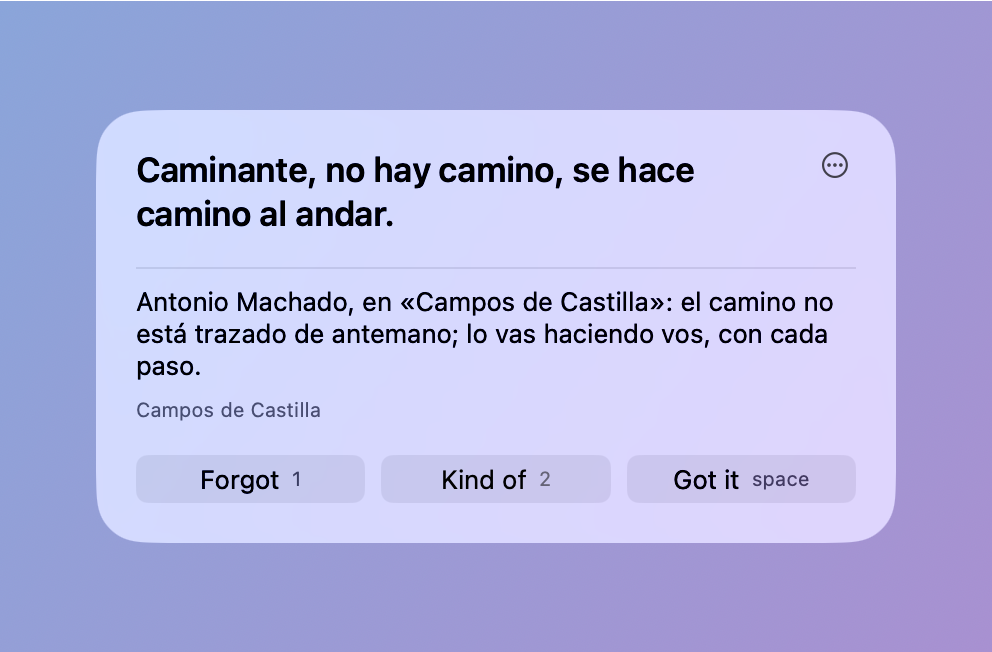 Caminante, no hay camino, se hace
camino al andar.
Antonio Machado, en «Campos de Castilla»: el camino no
está trazado de antemano; lo vas haciendo vos, con cada
paso.
Campos de Castilla
Forgot 1 Kind of 2 Got it space